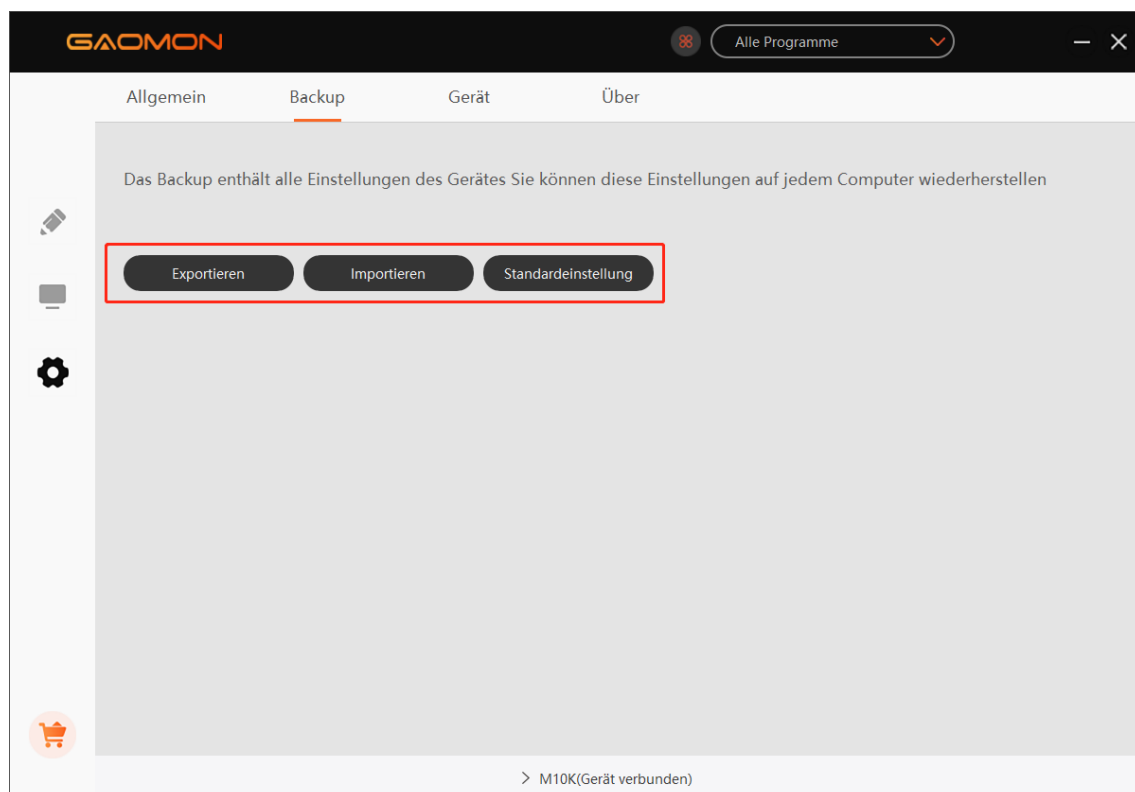 GAOMON
Alle Programme
Allgemein Backup Gerät Über
Das Backup enthält alle Einstellungen des Gerätes Sie können diese Einstellungen auf jedem Computer wiederherstellen
Exportieren Importieren Standardeinstellung
M10K(Gerät verbunden)